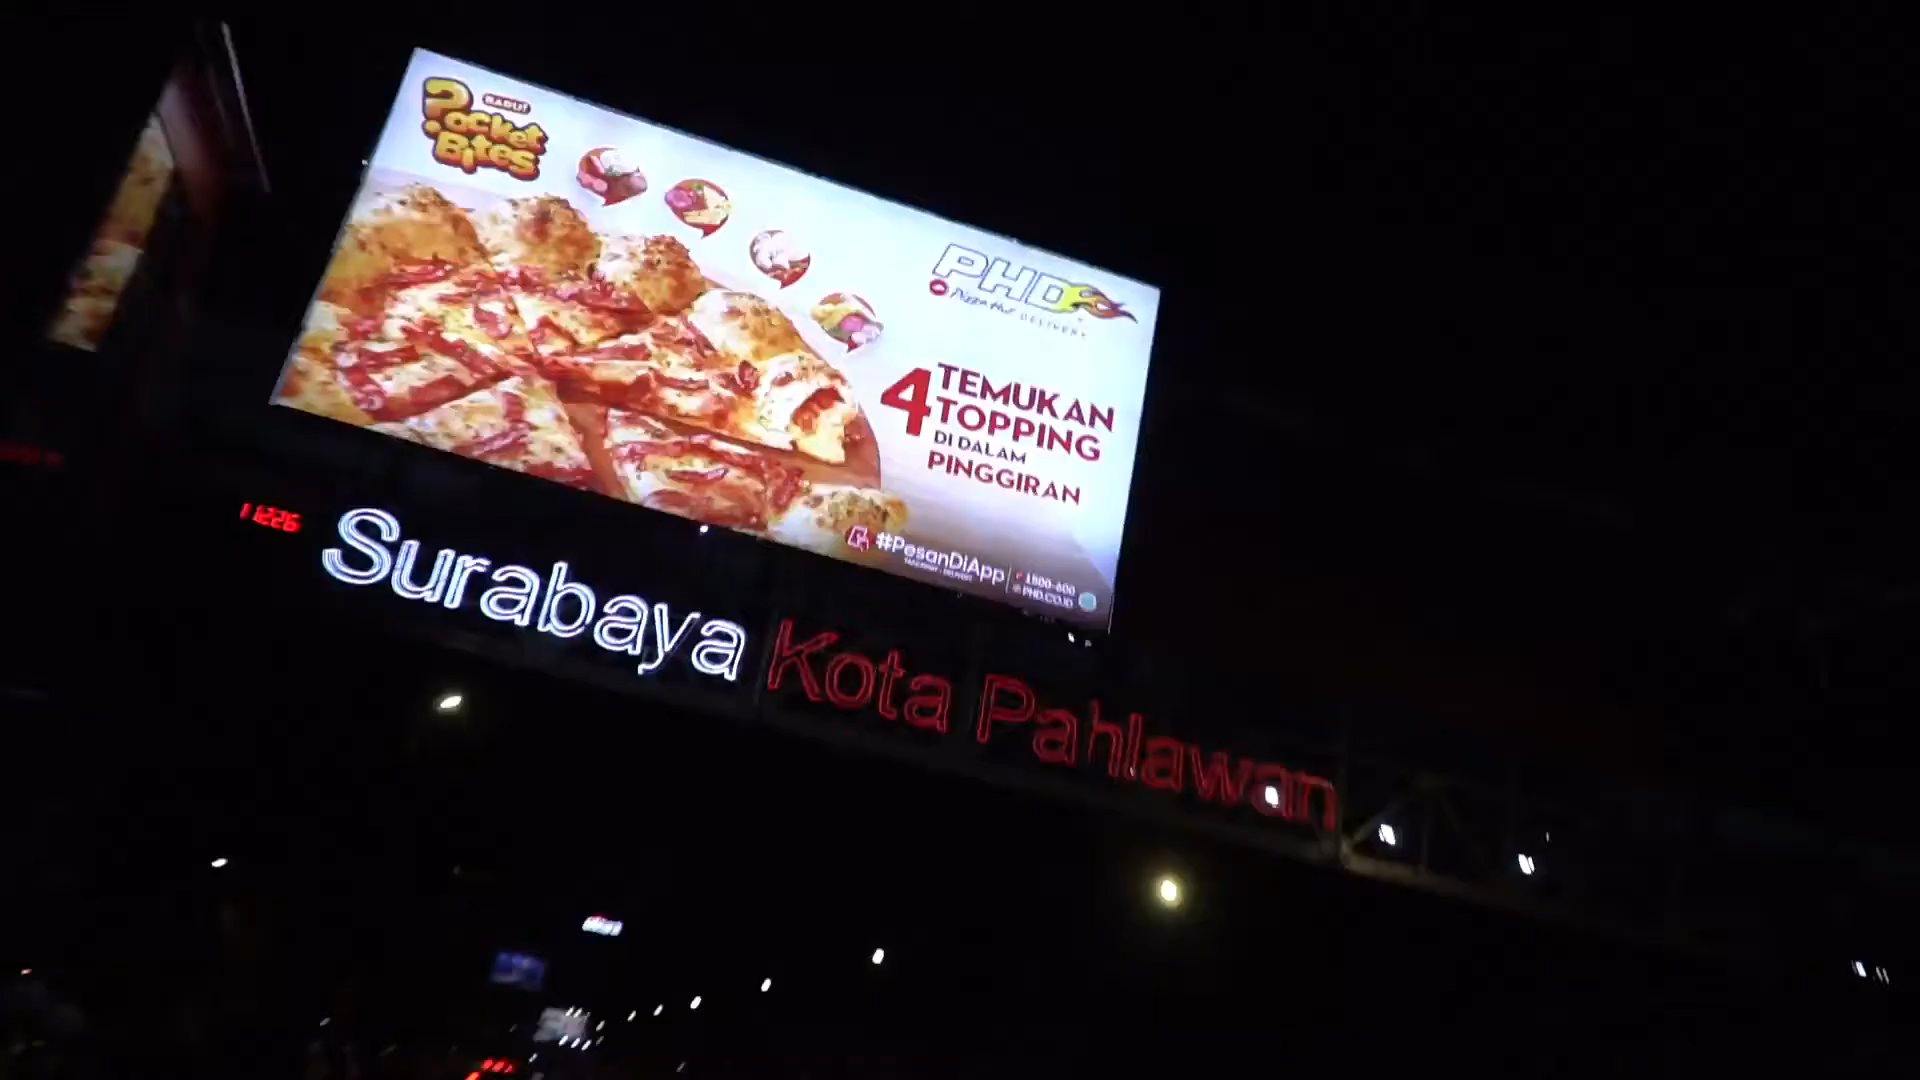 BARU!
Pocket
Bites
PHD
Pizza Hut DELIVERY
TEMUKAN
4 TOPPING
DI DALAM
PINGGIRAN
#PesanDiApp
1500-600
PHD.CO.ID
Surabaya Kota Pahlawan